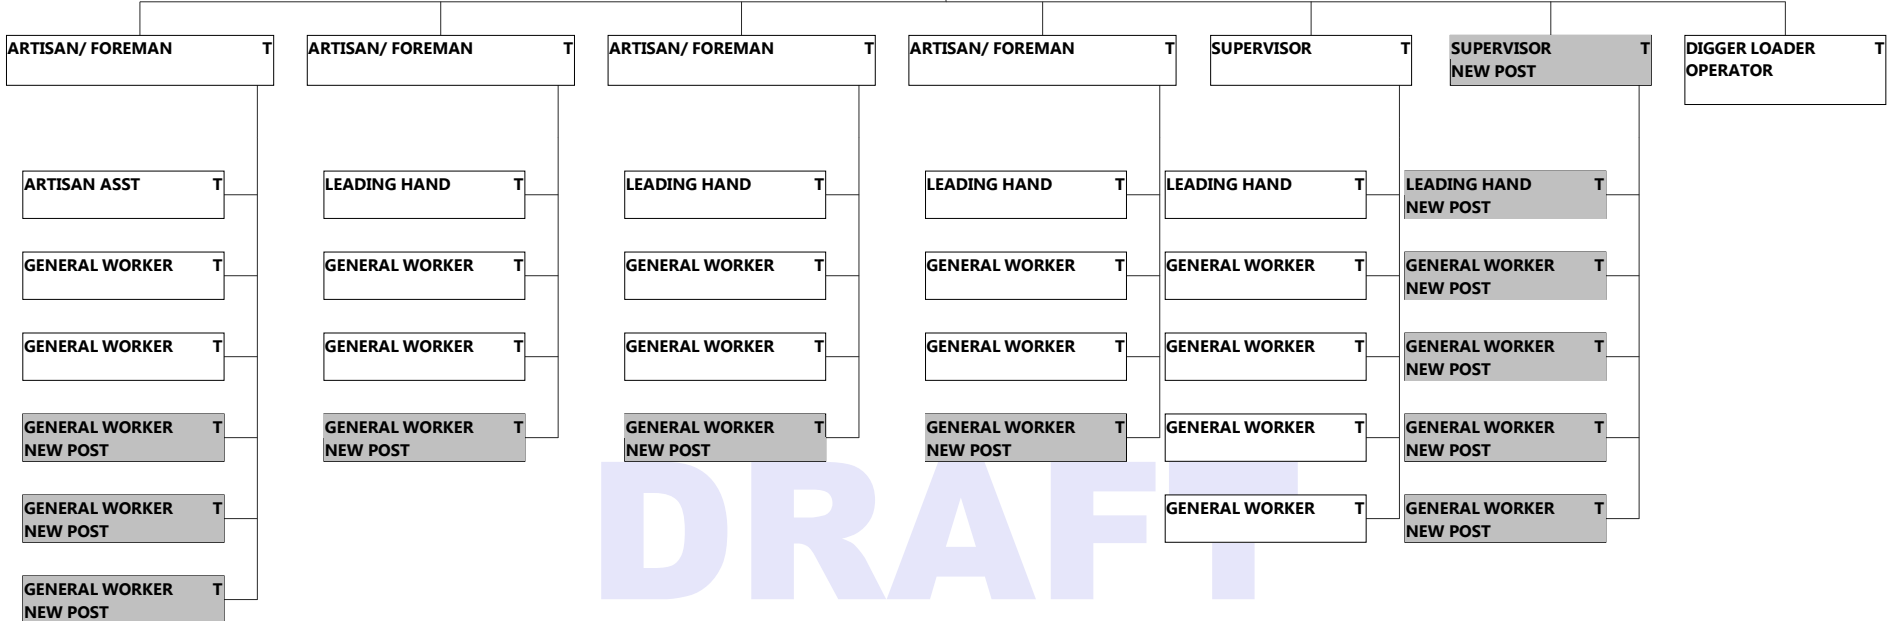 ARTISAN/ FOREMAN T
ARTISAN/ FOREMAN T
ARTISAN/ FOREMAN T
ARTISAN/ FOREMAN T
SUPERVISOR T
SUPERVISOR T
NEW POST
DIGGER LOADER T
OPERATOR
ARTISAN ASST T
LEADING HAND T
LEADING HAND T
LEADING HAND T
LEADING HAND T
LEADING HAND T
NEW POST
GENERAL WORKER T
GENERAL WORKER T
GENERAL WORKER T
GENERAL WORKER T
GENERAL WORKER T
GENERAL WORKER T
NEW POST
GENERAL WORKER T
GENERAL WORKER T
GENERAL WORKER T
GENERAL WORKER T
GENERAL WORKER T
GENERAL WORKER T
NEW POST
GENERAL WORKER T
NEW POST
GENERAL WORKER T
NEW POST
GENERAL WORKER T
NEW POST
GENERAL WORKER T
NEW POST
GENERAL WORKER T
GENERAL WORKER T
NEW POST
GENERAL WORKER T
NEW POST
GENERAL WORKER T
GENERAL WORKER T
NEW POST
GENERAL WORKER T
NEW POST
DRAFT